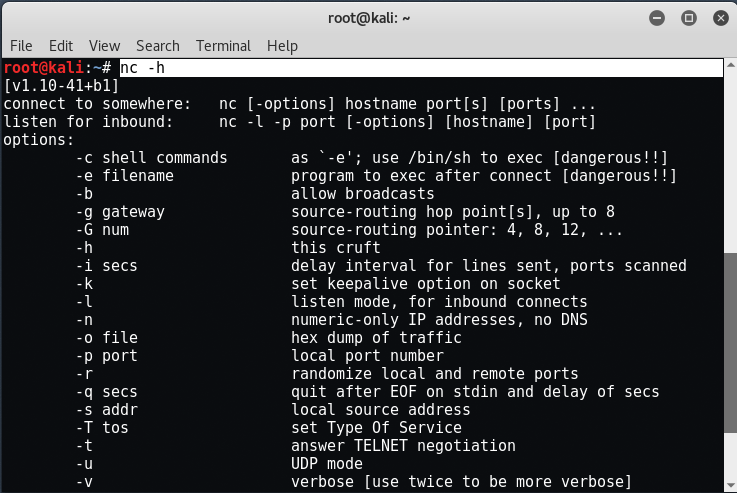 root@kali: ~
File Edit View Search Terminal Help
root@kali:~# nc -h
[v1.10-41+b1]
connect to somewhere:   nc [-options] hostname port[s] [ports] ...
listen for inbound:     nc -l -p port [-options] [hostname] [port]
options:
        -c shell commands       as `-e'; use /bin/sh to exec [dangerous!!]
        -e filename             program to exec after connect [dangerous!!]
        -b                      allow broadcasts
        -g gateway              source-routing hop point[s], up to 8
        -G num                  source-routing pointer: 4, 8, 12, ...
        -h                      this cruft
        -i secs                 delay interval for lines sent, ports scanned
        -k                      set keepalive option on socket
        -l                      listen mode, for inbound connects
        -n                      numeric-only IP addresses, no DNS
        -o file                 hex dump of traffic
        -p port                 local port number
        -r                      randomize local and remote ports
        -q secs                 quit after EOF on stdin and delay of secs
        -s addr                 local source address
        -T tos                  set Type Of Service
        -t                      answer TELNET negotiation
        -u                      UDP mode
        -v                      verbose [use twice to be more verbose]